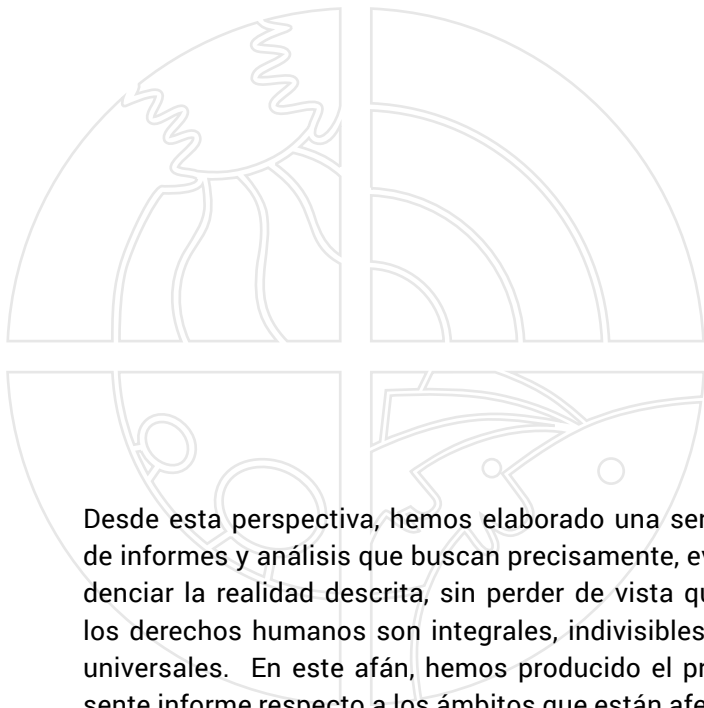 Desde esta perspectiva, hemos elaborado una ser
de informes y análisis que buscan precisamente, ev
denciar la realidad descrita, sin perder de vista qu
los derechos humanos son integrales, indivisibles
universales. En este afán, hemos producido el pr
sente informe respecto a los ámbitos que están afe